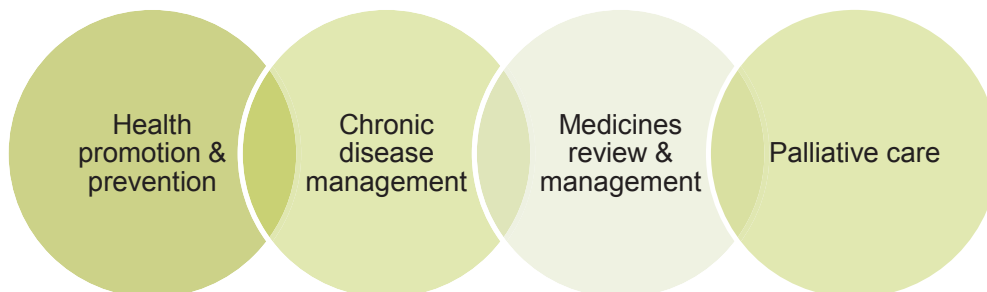 Health
promotion &
prevention
Chronic
disease
management
Medicines
review &
management
Palliative care